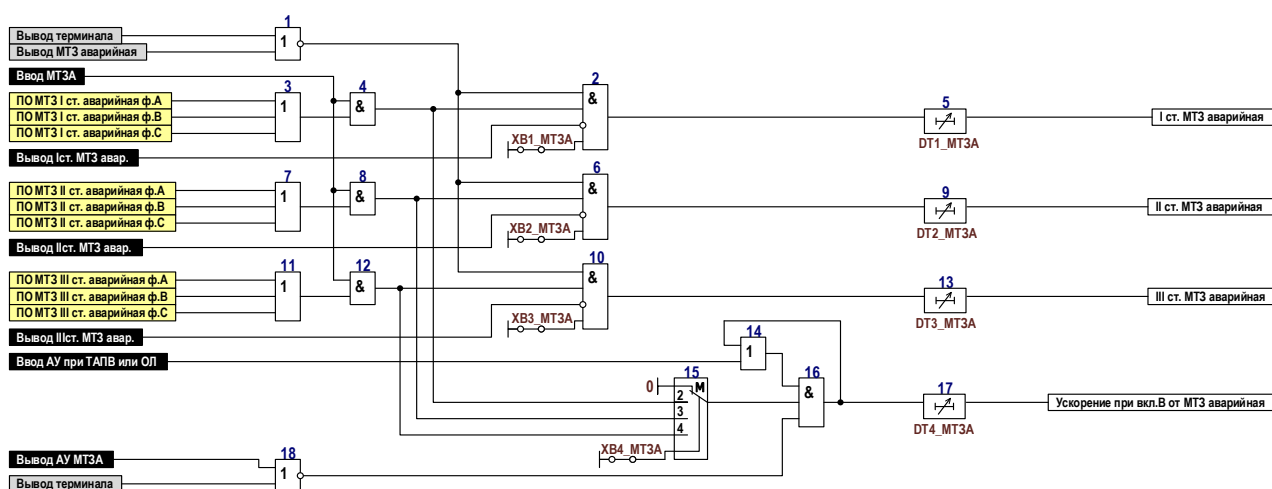 1
Вывод терминала
Вывод МТЗ аварийная
1
Ввод МТЗА
3
4
2
ПО МТЗ I ст. аварийная ф.А
ПО МТЗ I ст. аварийная ф.В
ПО МТЗ I ст. аварийная ф.С
1
&
&
5
I ст. МТЗ аварийная
DT1_МТЗА
XB1_МТЗА
Вывод Iст. МТЗ авар.
7
8
6
ПО МТЗ II ст. аварийная ф.А
ПО МТЗ II ст. аварийная ф.В
ПО МТЗ II ст. аварийная ф.С
1
&
&
9
II ст. МТЗ аварийная
DT2_МТЗА
XB2_МТЗА
Вывод IIст. МТЗ авар.
11
12
10
ПО МТЗ III ст. аварийная ф.А
ПО МТЗ III ст. аварийная ф.В
ПО МТЗ III ст. аварийная ф.С
1
&
&
13
III ст. МТЗ аварийная
DT3_МТЗА
XB3_МТЗА
Вывод IIIст. МТЗ авар.
14
1
Ввод АУ при ТАПВ или ОЛ
15
16
17
0
М
2
3
4
&
Ускорение при вкл.В от МТЗ аварийная
DT4_МТЗА
XB4_МТЗА
Вывод АУ МТЗА
18
1
Вывод терминала